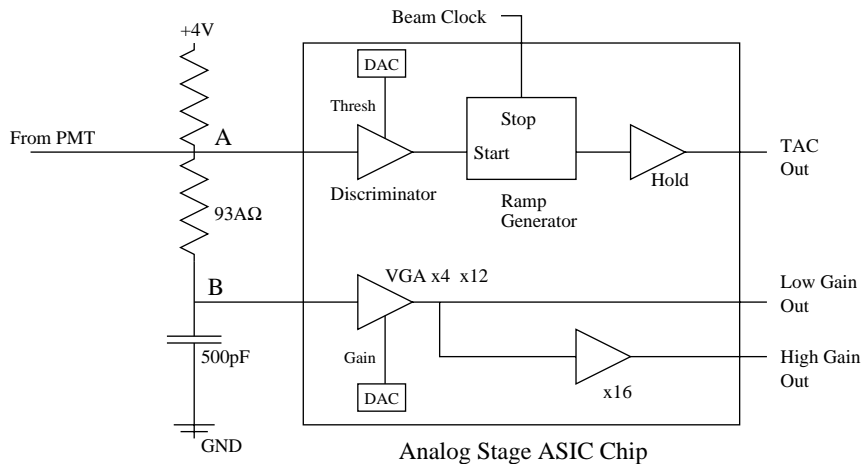 Beam Clock
+4V
DAC
Thresh
Stop
From PMT
A
Start
TAC
Out
Discriminator
Hold
Ramp
Generator
93AΩ
B
VGA x4 x12
Low Gain
Out
500pF
Gain
High Gain
Out
DAC
x16
GND
Analog Stage ASIC Chip